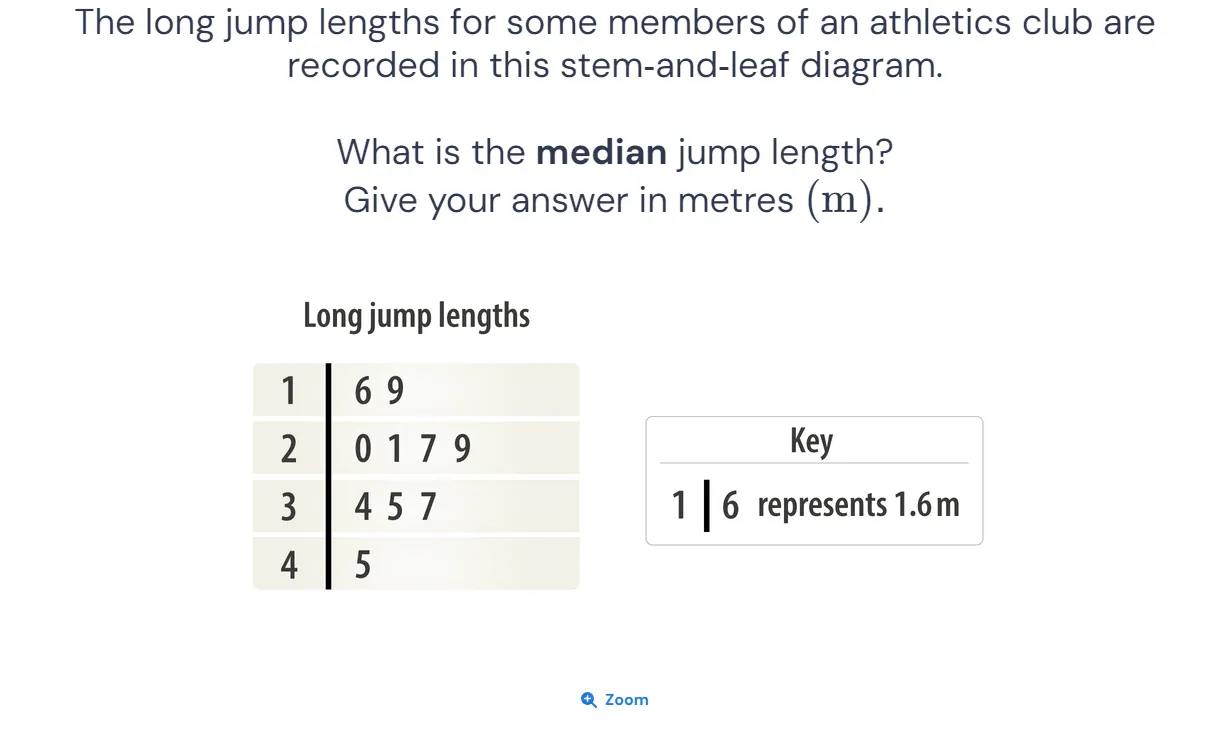 The long jump lengths for some members of an athletics club are
recorded in this stem-and-leaf diagram.
What is the median jump length?
Give your answer in metres (m).
Long jump lengths
1 | 6 9
2 | 0 1 7 9
3 | 4 5 7
4 | 5
Key
1 | 6 represents 1.6 m
Zoom